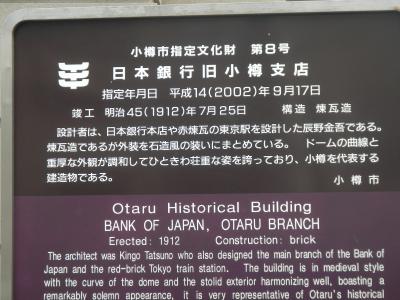 小樽市指定文化財　第8号
日本銀行旧小樽支店
指定年月日　平成14(2002)年9月17日
竣工　明治45(1912)年7月25日　構造　煉瓦造
設計者は、日本銀行本店や赤煉瓦の東京駅を設計した辰野金吾である。
煉瓦造であるが外装を石造風の装いにまとめている。　ドームの曲線と
重厚な外観が調和してひときわ荘重な姿を誇っており、小樽を代表する
建造物である。
小樽市
Otaru Historical Building
BANK OF JAPAN, OTARU BRANCH
Erected: 1912　Construction: brick
The architect was Kingo Tatsuno who also designed the main branch of the Bank of
Japan and the red-brick Tokyo train station. The building is in medieval style
with the curve of the dome and the stolid exterior harmonizing well, boasting
a remarkably solemn appearance, it is very representative of Otaru's historical